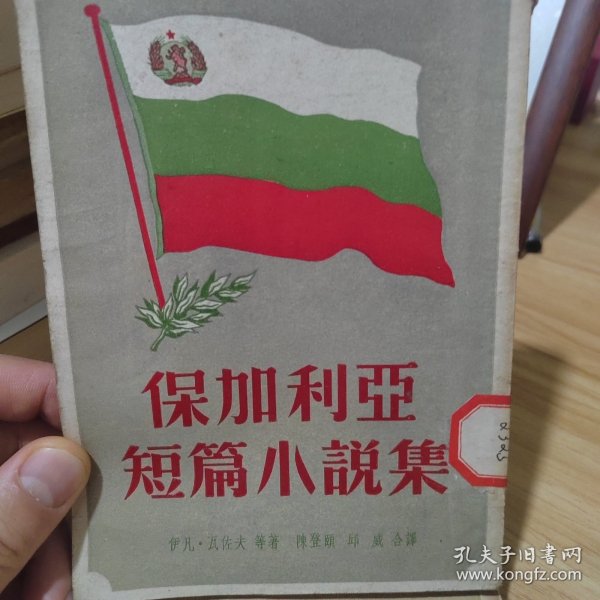 保加利亞
短篇小說集
伊凡·瓦佐夫 等著 陳登頤 邱威 合譯
孔夫子旧书网
www.kongfz.com